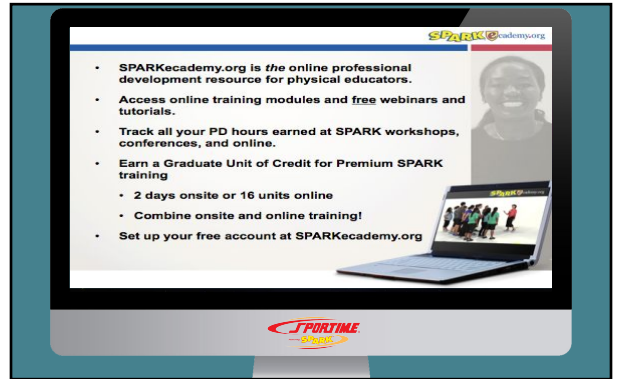 SPARKecademy.org
• SPARKecademy.org is the online professional
development resource for physical educators.
• Access online training modules and free webinars and
tutorials.
• Track all your PD hours earned at SPARK workshops,
conferences, and online.
• Earn a Graduate Unit of Credit for Premium SPARK
training
• 2 days onsite or 16 units online
• Combine onsite and online training!
• Set up your free account at SPARKecademy.org
SPARKecademy.org
SPORTIME
SPARK